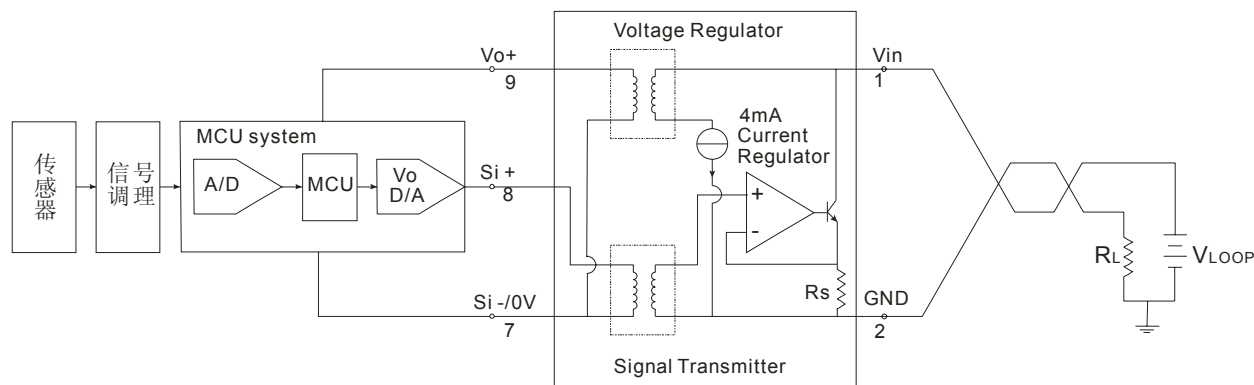 Voltage Regulator
Vo+
9
Vin
1
MCU system
4mA
Current
Regulator
传感器
信号
调理
A/D
MCU
Vo
D/A
Si +
8
+
-
RL
VLOOP
Rs
Si -/0V
7
GND
2
Signal Transmitter